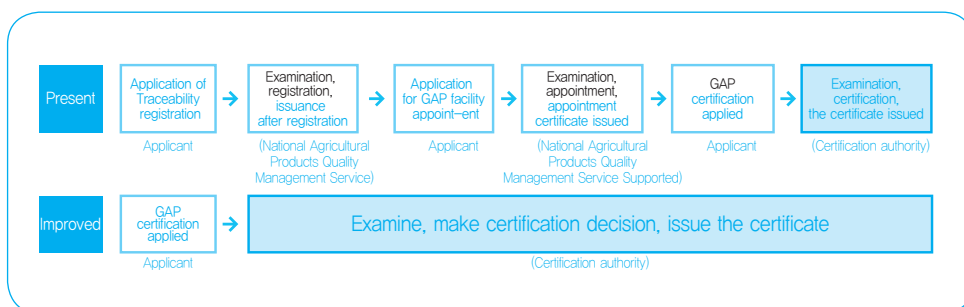 Present
Application of
Traceability
registration
Applicant
Examination,
registration,
issuance
after registration
(National Agricultural
Products Quality
Management Service)
Application
for GAP facility
appoint-ent
Applicant
Examination,
appointment,
appointment
certificate issued
(National Agricultural
Products Quality
Management Service Supported)
GAP
certification
applied
Applicant
Examination,
certification,
the certificate issued
(Certification authority)
Improved
GAP
certification
applied
Applicant
Examine, make certification decision, issue the certificate
(Certification authority)